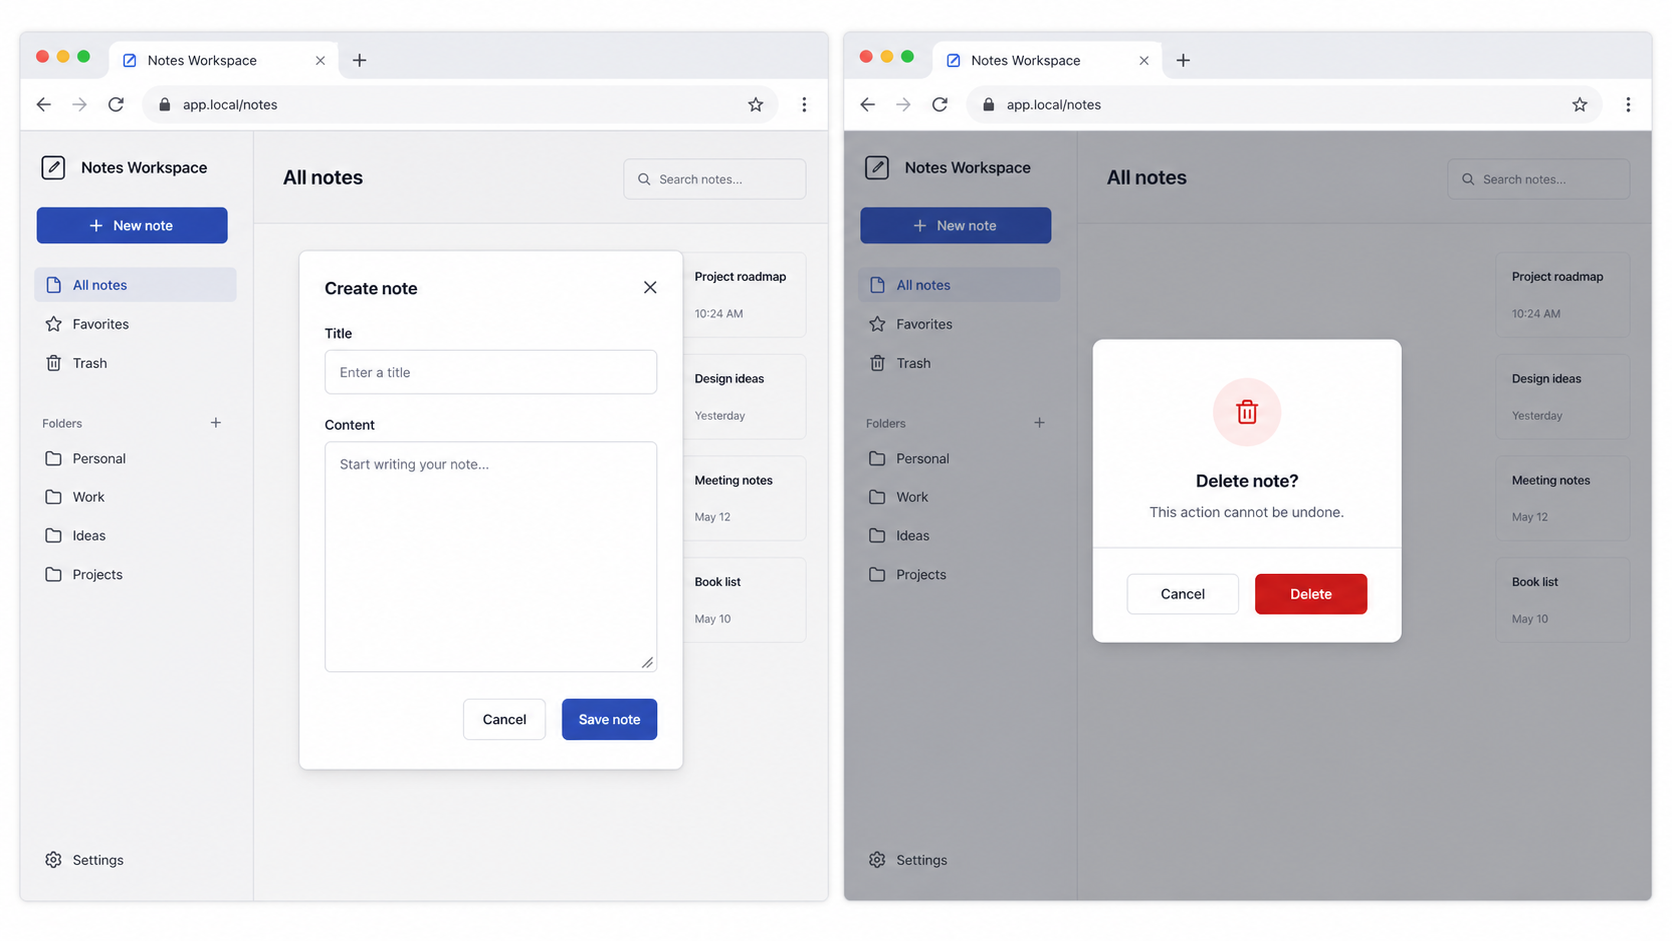 Notes Workspace
app.local/notes
Notes Workspace
New note
All notes
Favorites
Trash
Folders
Personal
Work
Ideas
Projects
Settings
All notes
Search notes...
Create note
Title
Enter a title
Content
Start writing your note...
Cancel
Save note
Project roadmap
10:24 AM
Design ideas
Yesterday
Meeting notes
May 12
Book list
May 10
Notes Workspace
app.local/notes
Notes Workspace
New note
All notes
Favorites
Trash
Folders
Personal
Work
Ideas
Projects
Settings
All notes
Search notes...
Project roadmap
10:24 AM
Design ideas
Yesterday
Meeting notes
May 12
Book list
May 10
Delete note?
This action cannot be undone.
Cancel
Delete